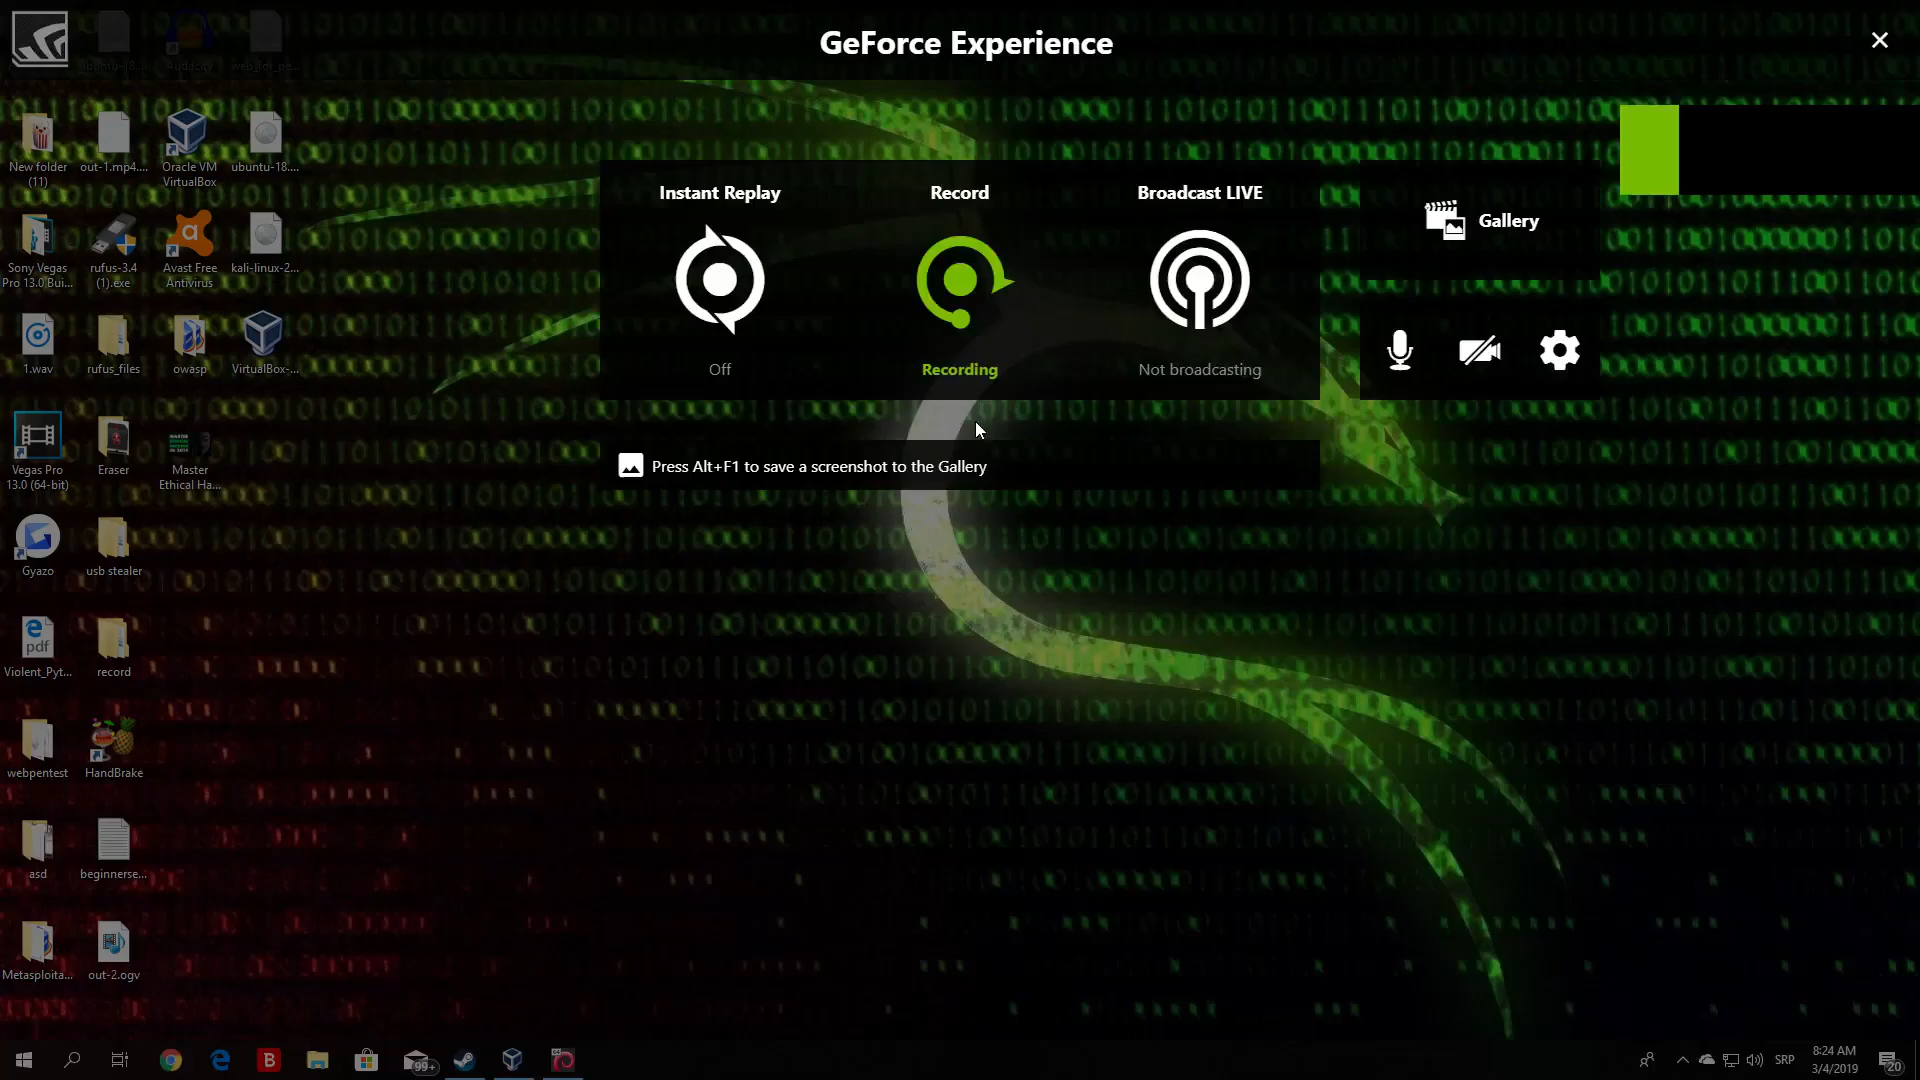 GeForce Experience
Instant Replay
Record
Broadcast LIVE
Off
Recording
Not broadcasting
Gallery
Press Alt+F1 to save a screenshot to the Gallery
Audacity
New folder
(11)
out-1.mp4....
Oracle VM
VirtualBox
ubuntu-18....
Sony Vegas
Pro 13.0 Bui...
rufus-3.4
(1).exe
Avast Free
Antivirus
kali-linux-2...
1.wav
rufus_files
owasp
VirtualBox-...
Vegas Pro
13.0 (64-bit)
Eraser
Master
Ethical Ha...
Gyazo
usb stealer
pdf
Violent_Pyt...
record
webpentest
HandBrake
asd
beginnerse...
Metasploita...
out-2.ogv
99+
SRP
8:24 AM
3/4/2019
20